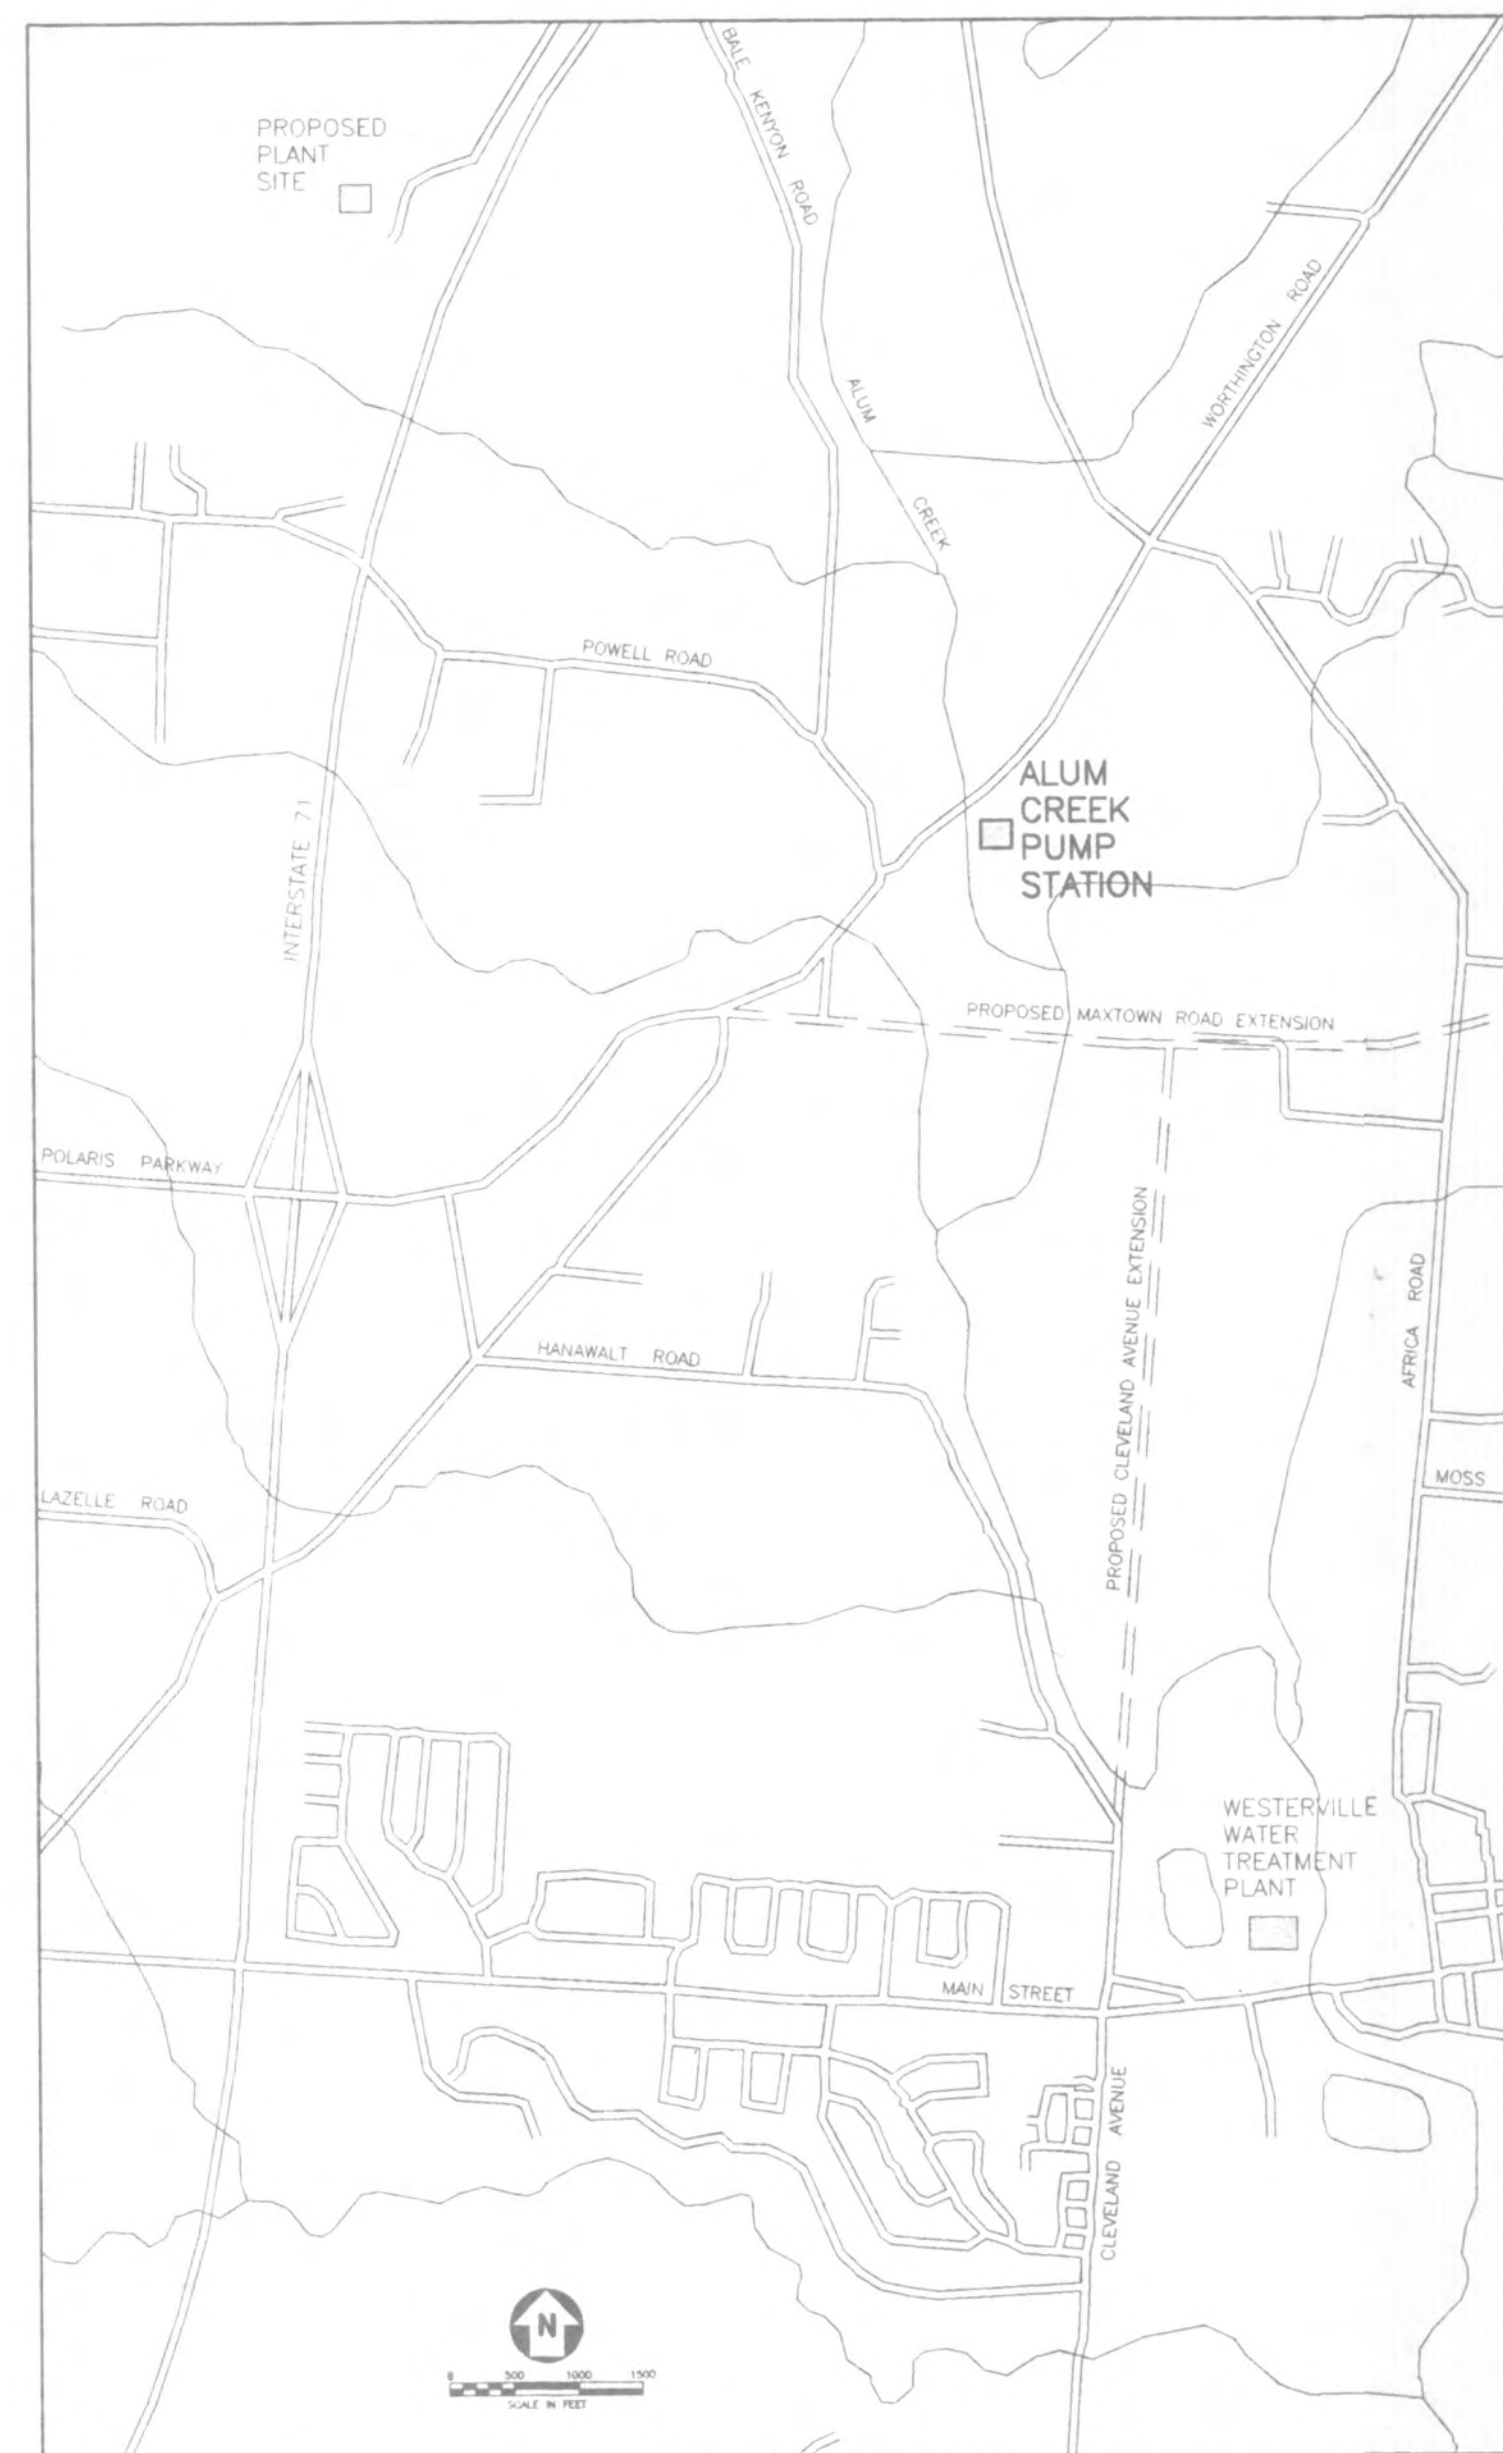 BALE KENYON ROAD
PROPOSED
PLANT
SITE
WORTHINGTON ROAD
ALUM
CREEK
POWELL ROAD
ALUM
CREEK
PUMP
STATION
INTERSTATE 71
PROPOSED MAXTOWN ROAD EXTENSION
POLARIS PARKWAY
PROPOSED CLEVELAND AVENUE EXTENSION
AFRICA ROAD
HANAWALT ROAD
MOSS
LAZELLE ROAD
WESTERVILLE
WATER
TREATMENT
PLANT
MAIN STREET
CLEVELAND AVENUE
N
0 500 1000 1500
SCALE IN FEET